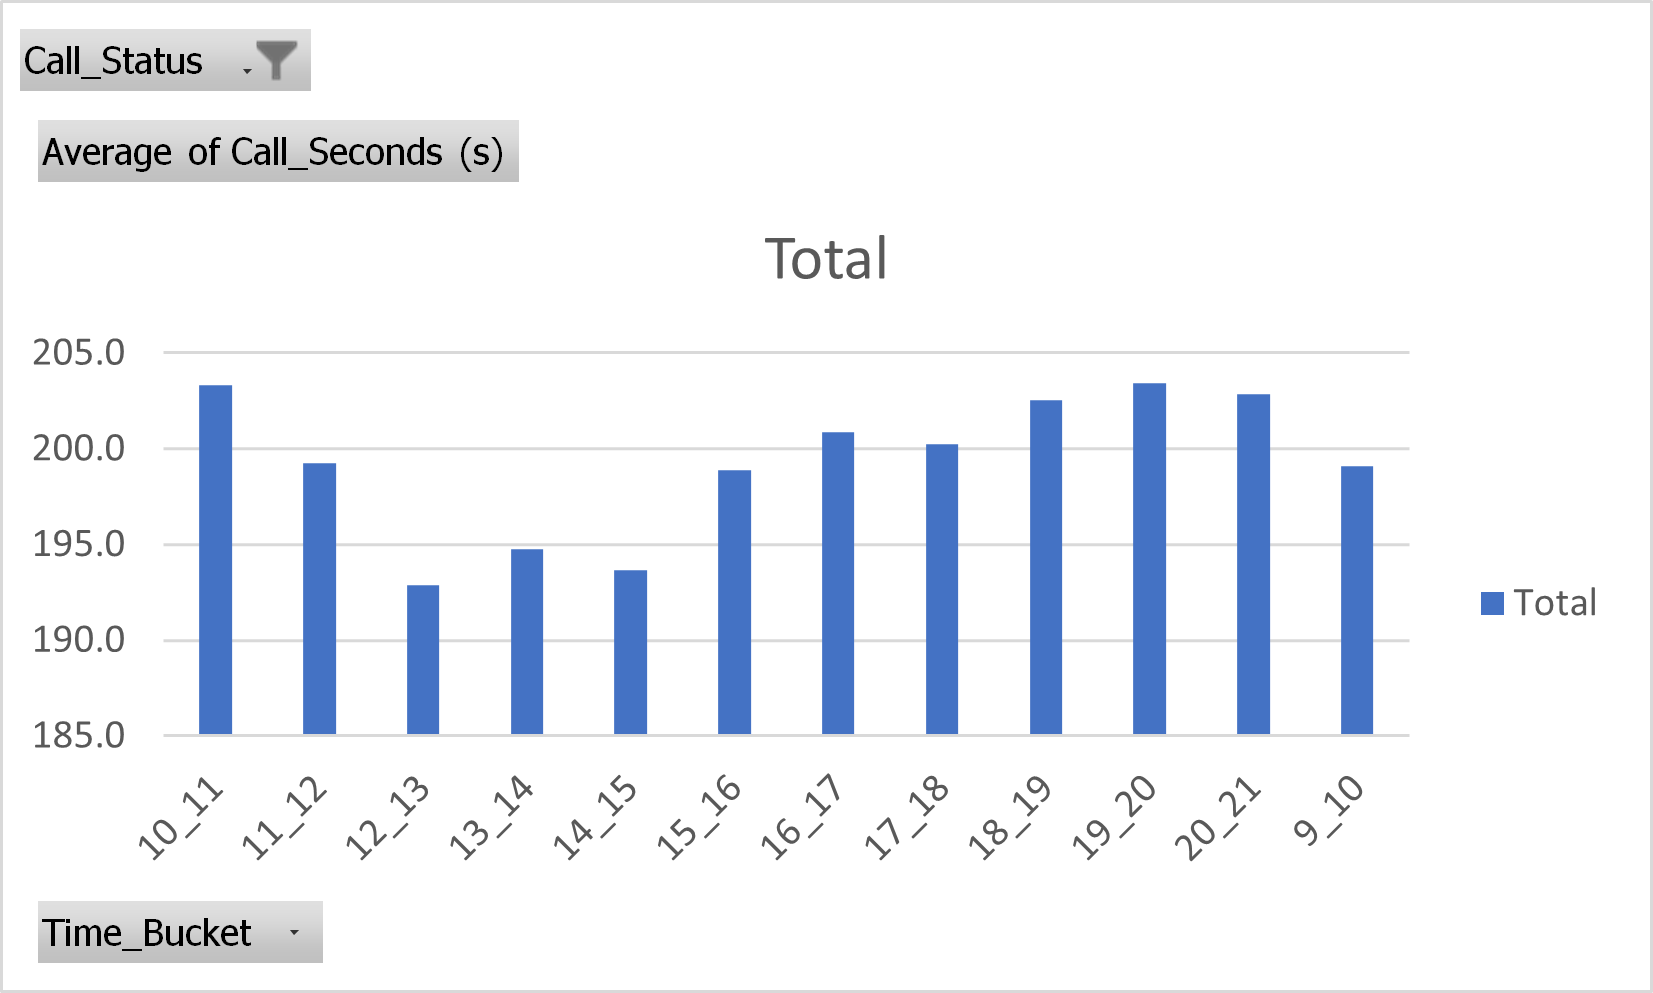 Call_Status
Average of Call_Seconds (s)
Total
205.0
200.0
195.0
190.0
185.0
Total
10_11 11_12 12_13 13_14 14_15 15_16 16_17 17_18 18_19 19_20 20_21 9_10
Time_Bucket